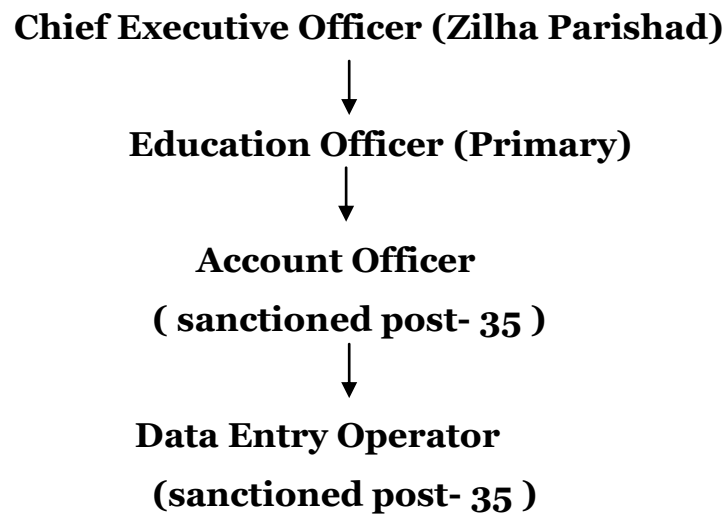 Chief Executive Officer (Zilha Parishad)
Education Officer (Primary)
Account Officer
( sanctioned post- 35 )
Data Entry Operator
(sanctioned post- 35 )